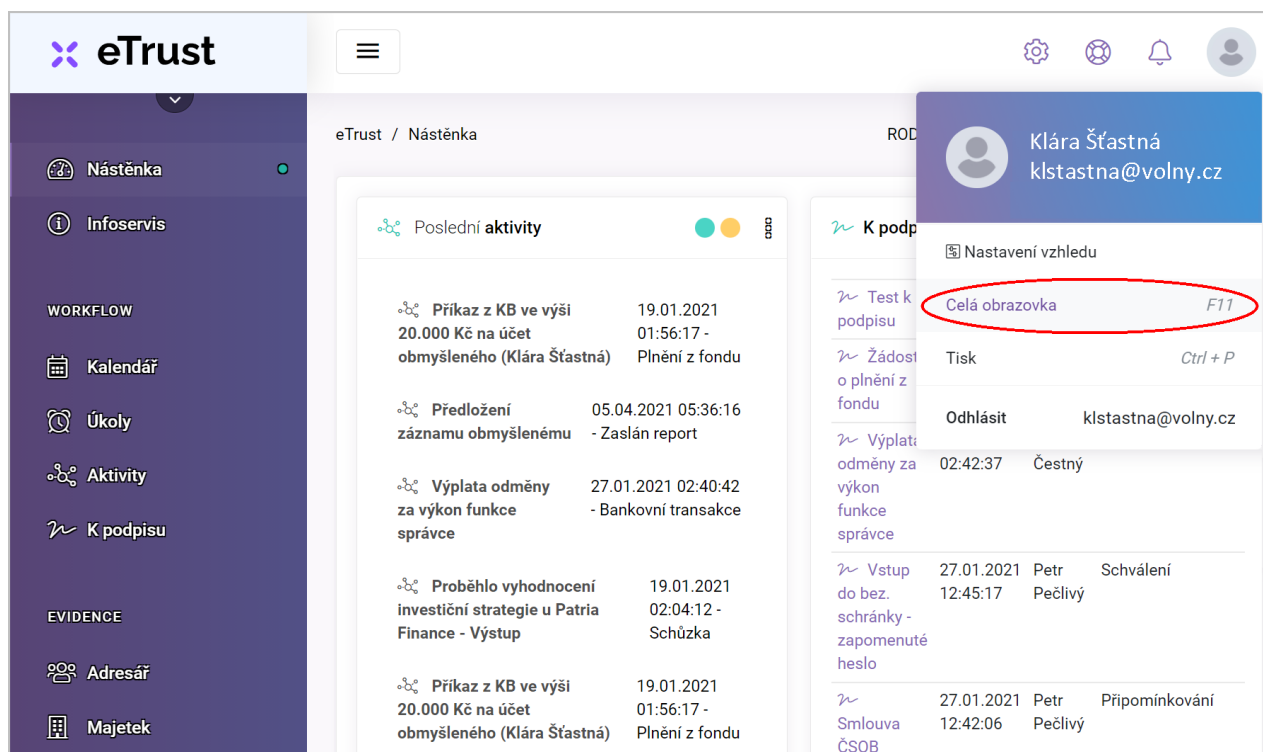 eTrust
Nástěnka
Infoservis
WORKFLOW
Kalendář
Úkoly
Aktivity
K podpisu
EVIDENCE
Adresář
Majetek
eTrust / Nástěnka
ROD
Poslední aktivity
Příkaz z KB ve výši
20.000 Kč na účet
obmyšleného (Klára Šťastná)
19.01.2021
01:56:17 -
Plnění z fondu
Předložení
záznamu obmyšlenému
05.04.2021 05:36:16
- Zaslán report
Výplata odměny
za výkon funkce
správce
27.01.2021 02:40:42
- Bankovní transakce
Proběhlo vyhodnocení
investiční strategie u Patria
Finance - Výstup
19.01.2021
02:04:12 -
Schůzka
Příkaz z KB ve výši
20.000 Kč na účet
obmyšleného (Klára Šťastná)
19.01.2021
01:56:17 -
Plnění z fondu
K podp
Test k
podpisu
Žádost
o plnění z
fondu
Výplata
odměny za
výkon
funkce
správce
02:42:37
Čestný
Vstup
do bez.
schránky -
zapomenuté
heslo
27.01.2021
12:45:17
Petr
Pečlivý
Schválení
Smlouva
ČSOB
27.01.2021
12:42:06
Petr
Pečlivý
Připomínkování
Klára Šťastná
klstastna@volny.cz
Nastavení vzhledu
Celá obrazovka F11
Tisk Ctrl + P
Odhlásit klstastna@volny.cz